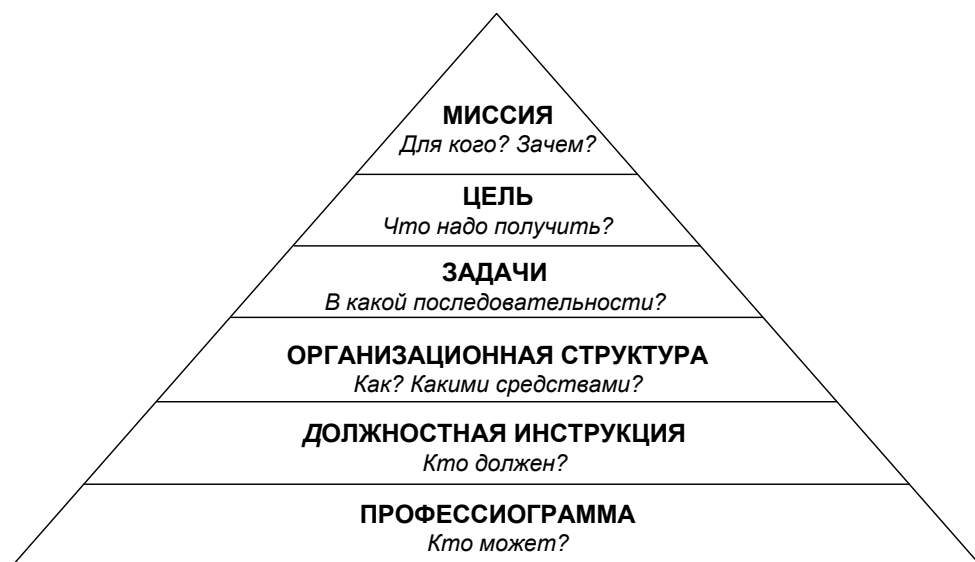 МИССИЯ
Для кого? Зачем?
ЦЕЛЬ
Что надо получить?
ЗАДАЧИ
В какой последовательности?
ОРГАНИЗАЦИОННАЯ СТРУКТУРА
Как? Какими средствами?
ДОЛЖНОСТНАЯ ИНСТРУКЦИЯ
Кто должен?
ПРОФЕССИОГРАММА
Кто может?